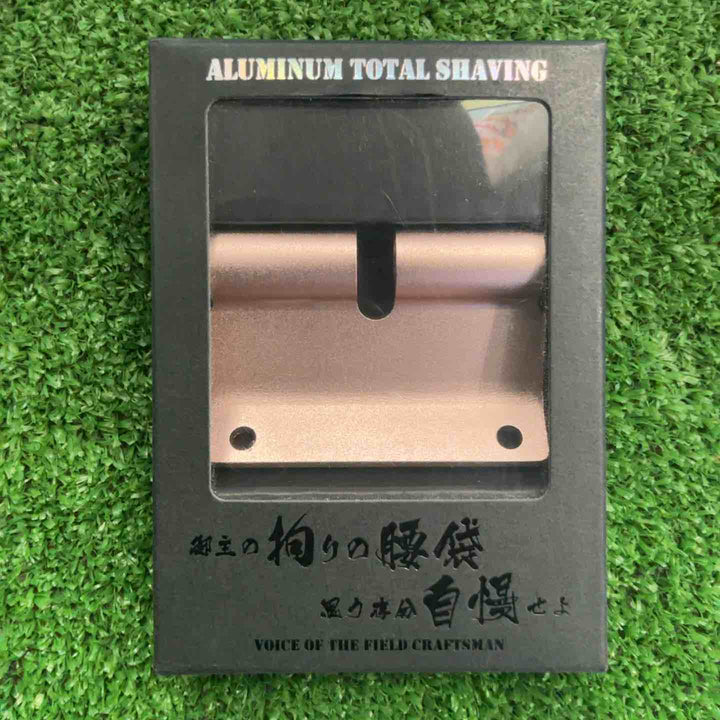 ALUMINUM TOTAL SHAVING
御主の拘りの腰袋
思う存分自慢せよ
VOICE OF THE FIELD CRAFTSMAN